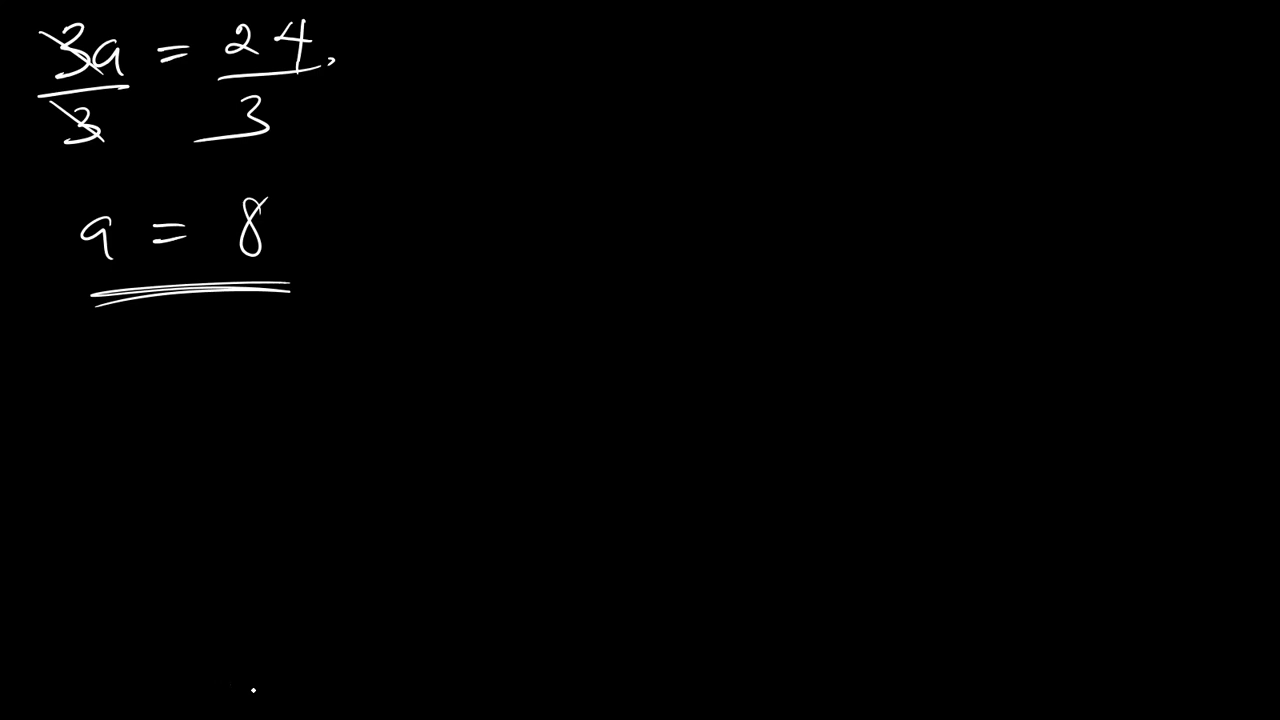 3a = 24.
3 3
a = 8